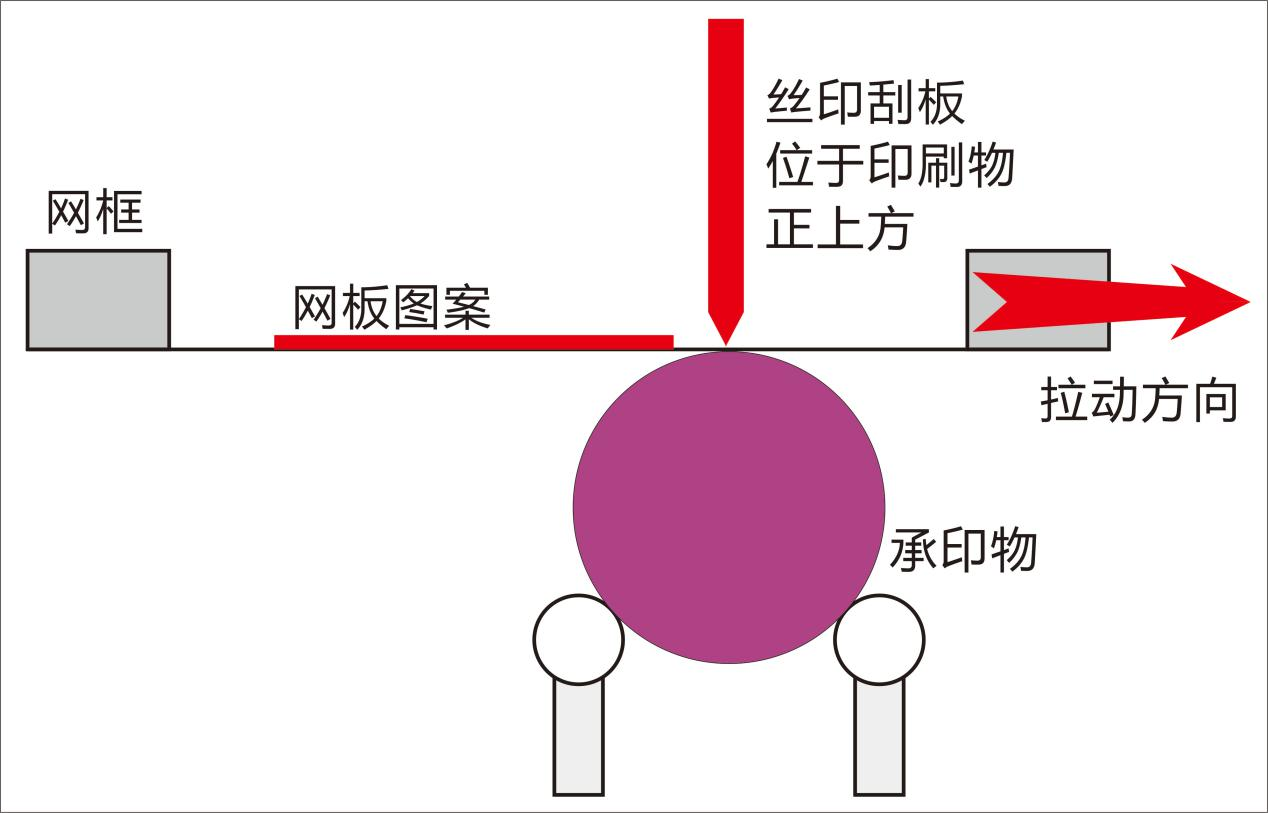 丝印刮板
位于印刷物
正上方
网框
网板图案
拉动方向
承印物